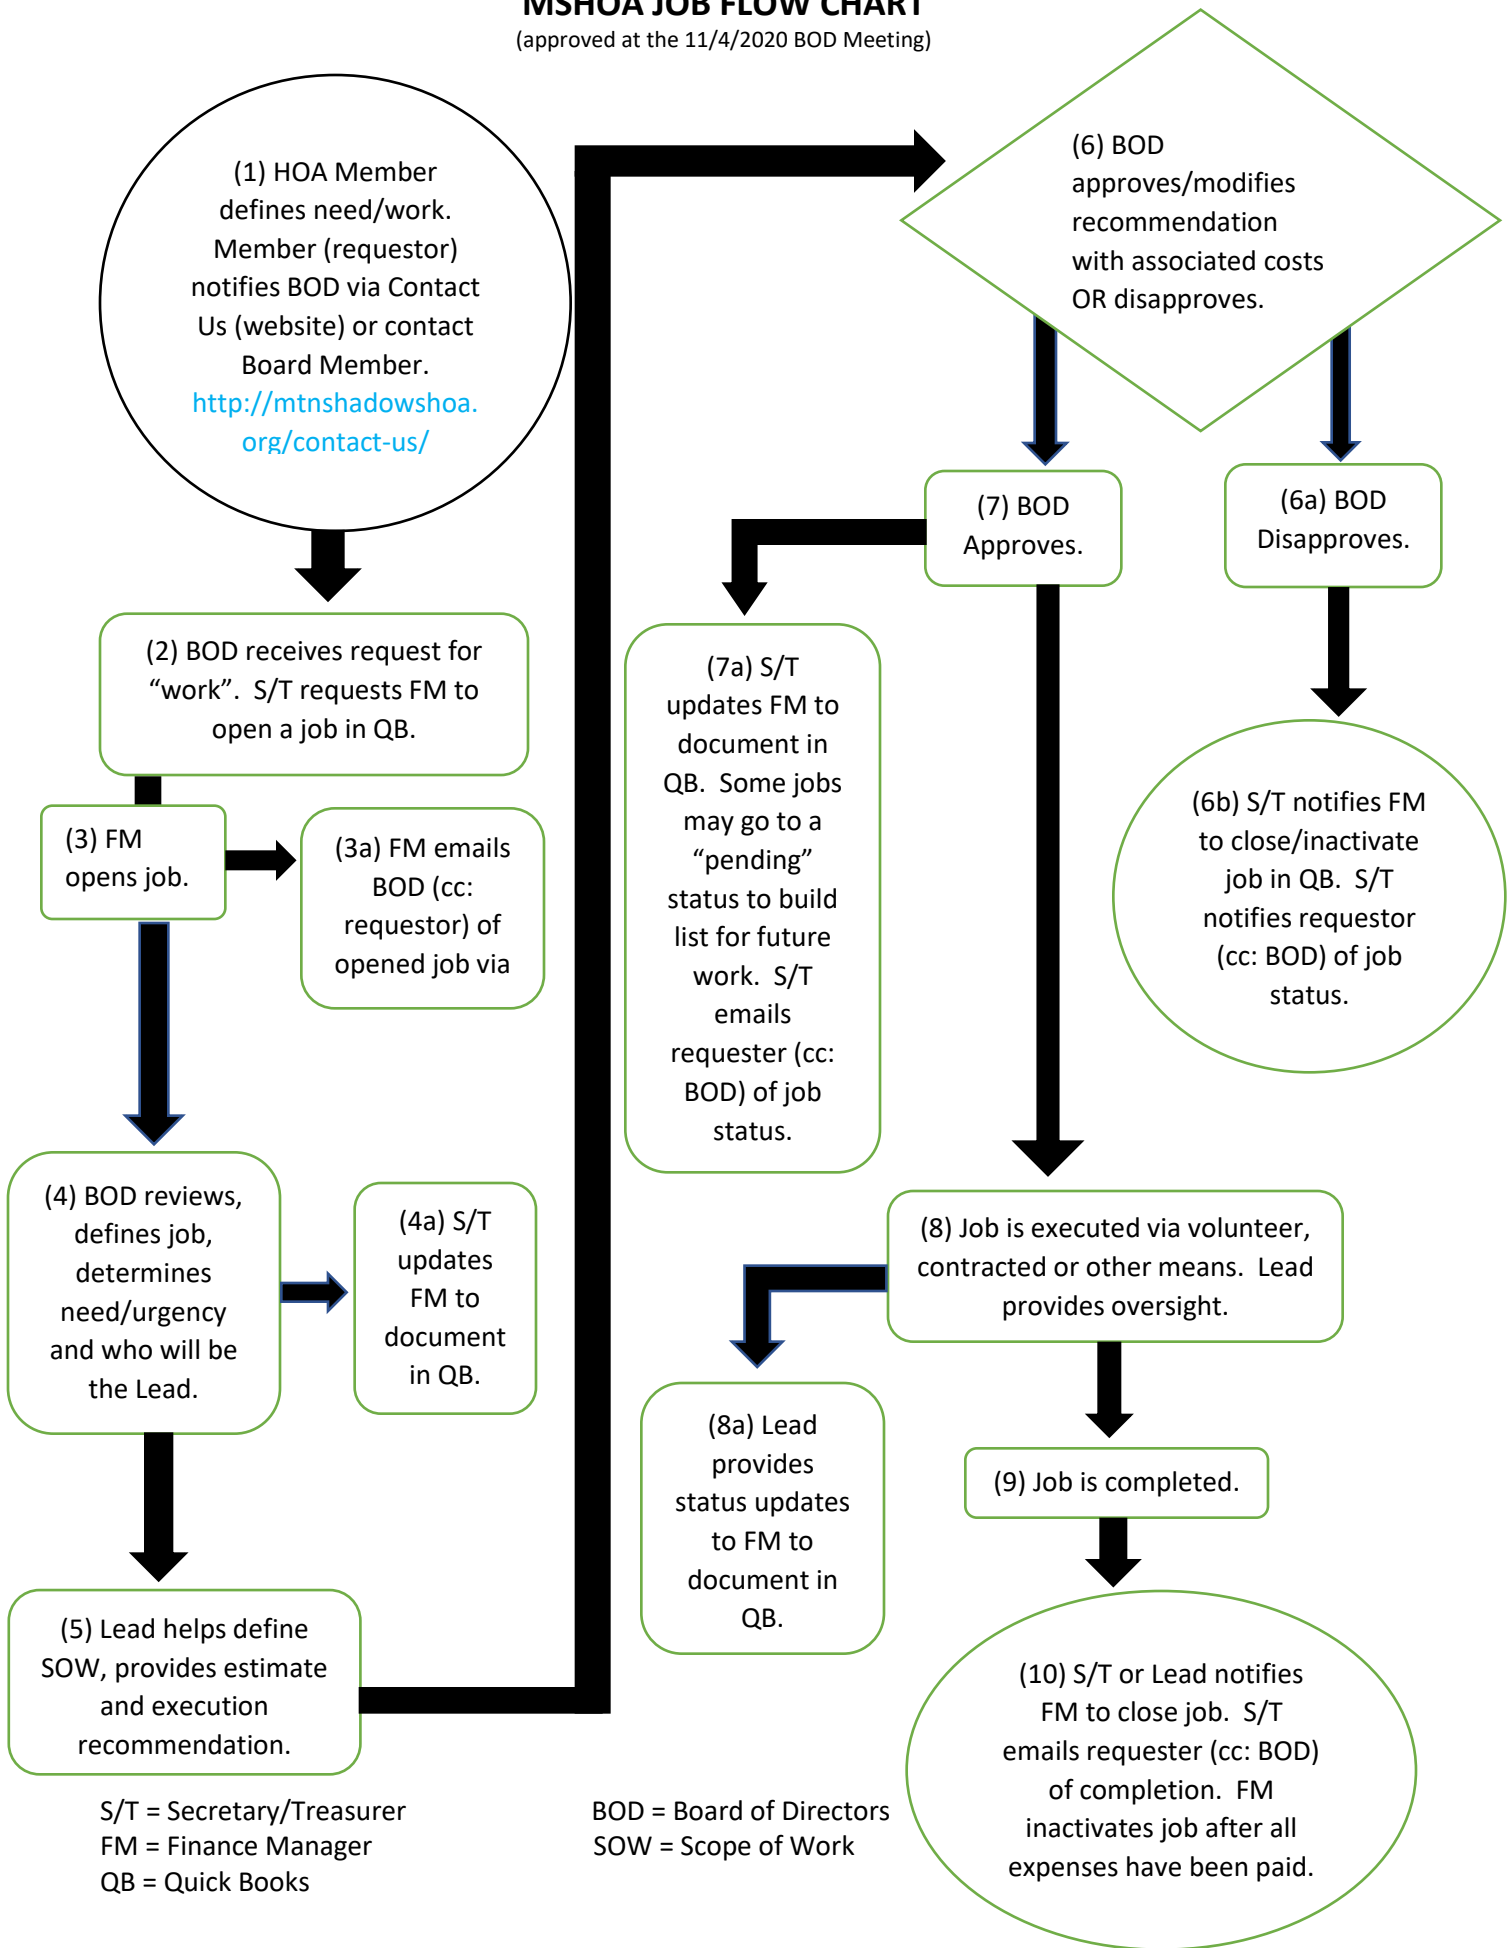 MSHOA JOB FLOW CHART
(approved at the 11/4/2020 BOD Meeting)
(1) HOA Member
defines need/work.
Member (requestor)
notifies BOD via Contact
Us (website) or contact
Board Member.
http://mtnshadowshoa.
org/contact-us/
(2) BOD receives request for
“work”.  S/T requests FM to
open a job in QB.
(3) FM
opens job.
(3a) FM emails
BOD (cc:
requestor) of
opened job via
(4) BOD reviews,
defines job,
determines
need/urgency
and who will be
the Lead.
(4a) S/T
updates
FM to
document
in QB.
(5) Lead helps define
SOW, provides estimate
and execution
recommendation.
(6) BOD
approves/modifies
recommendation
with associated costs
OR disapproves.
(6a) BOD
Disapproves.
(6b) S/T notifies FM
to close/inactivate
job in QB.  S/T
notifies requestor
(cc: BOD) of job
status.
(7) BOD
Approves.
(7a) S/T
updates FM to
document in
QB.  Some jobs
may go to a
“pending”
status to build
list for future
work.  S/T
emails
requester (cc:
BOD) of job
status.
(8) Job is executed via volunteer,
contracted or other means.  Lead
provides oversight.
(8a) Lead
provides
status updates
to FM to
document in
QB.
(9) Job is completed.
(10) S/T or Lead notifies
FM to close job.  S/T
emails requester (cc: BOD)
of completion.  FM
inactivates job after all
expenses have been paid.
S/T = Secretary/Treasurer
FM = Finance Manager
QB = Quick Books
BOD = Board of Directors
SOW = Scope of Work